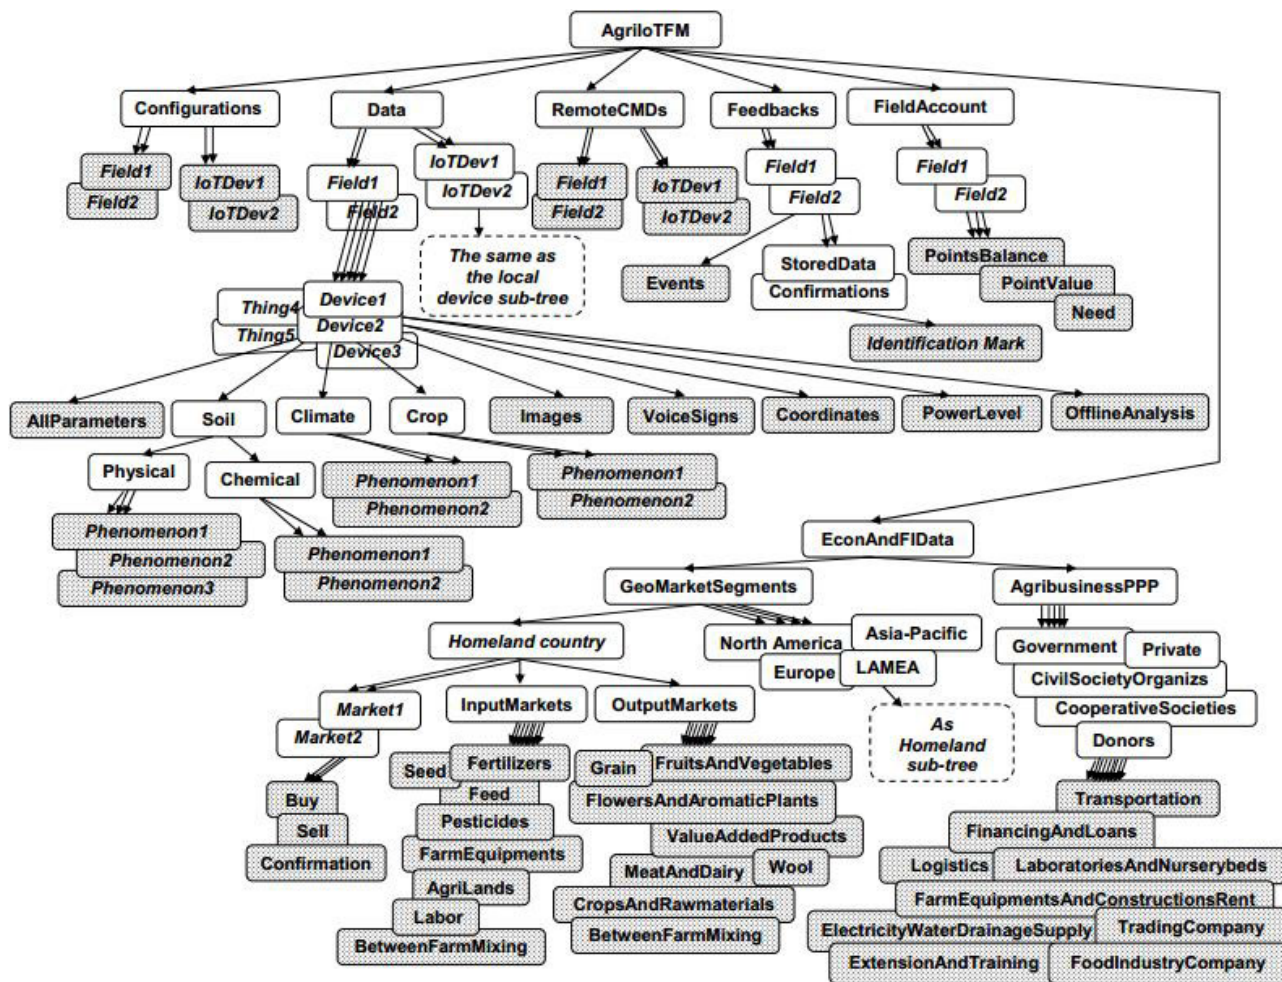 AgriIoTFM
Configurations
Data
RemoteCMDs
Feedbacks
FieldAccount
Field1
Field2
IoTDev1
IoTDev2
Field1
Field2
IoTDev1
IoTDev2
The same as
the local
device sub-tree
Field1
Field2
IoTDev1
IoTDev2
Field1
Field2
Events
StoredData
Confirmations
Identification Mark
Field1
Field2
PointsBalance
PointValue
Need
Thing4
Thing5
Device1
Device2
Device3
AllParameters
Soil
Climate
Crop
Images
VoiceSigns
Coordinates
PowerLevel
OfflineAnalysis
Physical
Chemical
Phenomenon1
Phenomenon2
Phenomenon3
Phenomenon1
Phenomenon2
Phenomenon1
Phenomenon2
Phenomenon1
Phenomenon2
EconAndFIData
GeoMarketSegments
AgribusinessPPP
Homeland country
North America
Asia-Pacific
Europe
LAMEA
As
Homeland
sub-tree
Government
Private
CivilSocietyOrganizs
CooperativeSocieties
Donors
Market1
Market2
InputMarkets
OutputMarkets
Buy
Sell
Confirmation
Seed
Fertilizers
Feed
Pesticides
FarmEquipments
AgriLands
Labor
BetweenFarmMixing
Grain
FruitsAndVegetables
FlowersAndAromaticPlants
ValueAddedProducts
MeatAndDairy
Wool
CropsAndRawmaterials
BetweenFarmMixing
Transportation
FinancingAndLoans
Logistics
LaboratoriesAndNurserybeds
FarmEquipmentsAndConstructionsRent
ElectricityWaterDrainageSupply
TradingCompany
ExtensionAndTraining
FoodIndustryCompany